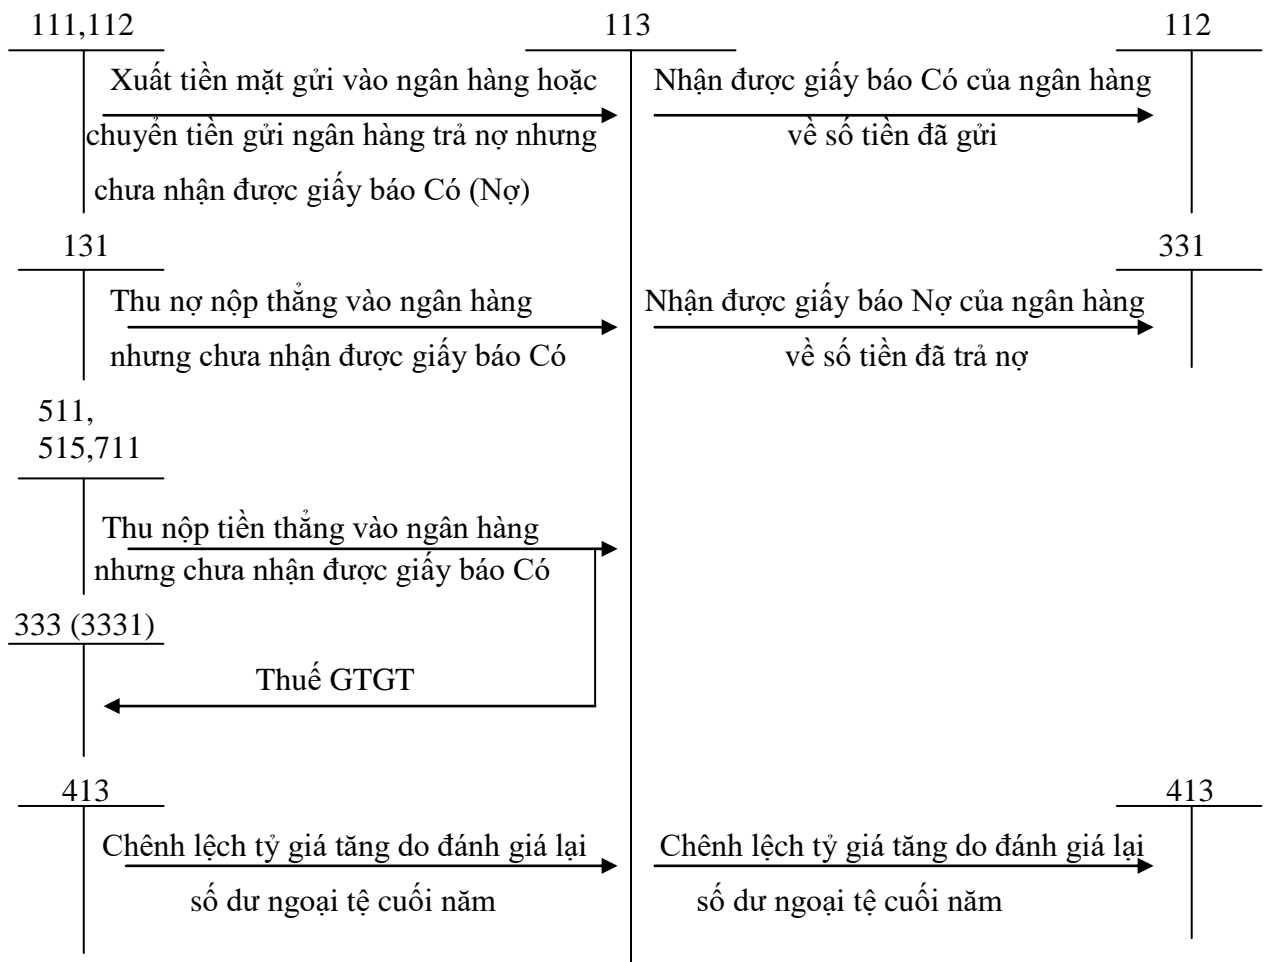 111,112
113
112
Xuất tiền mặt gửi vào ngân hàng hoặc
chuyển tiền gửi ngân hàng trả nợ nhưng
chưa nhận được giấy báo Có (Nợ)
Nhận được giấy báo Có của ngân hàng
về số tiền đã gửi
131
331
Thu nợ nộp thẳng vào ngân hàng
nhưng chưa nhận được giấy báo Có
Nhận được giấy báo Nợ của ngân hàng
về số tiền đã trả nợ
511,
515,711
Thu nộp tiền thẳng vào ngân hàng
nhưng chưa nhận được giấy báo Có
333 (3331)
Thuế GTGT
413
413
Chênh lệch tỷ giá tăng do đánh giá lại
số dư ngoại tệ cuối năm
Chênh lệch tỷ giá tăng do đánh giá lại
số dư ngoại tệ cuối năm